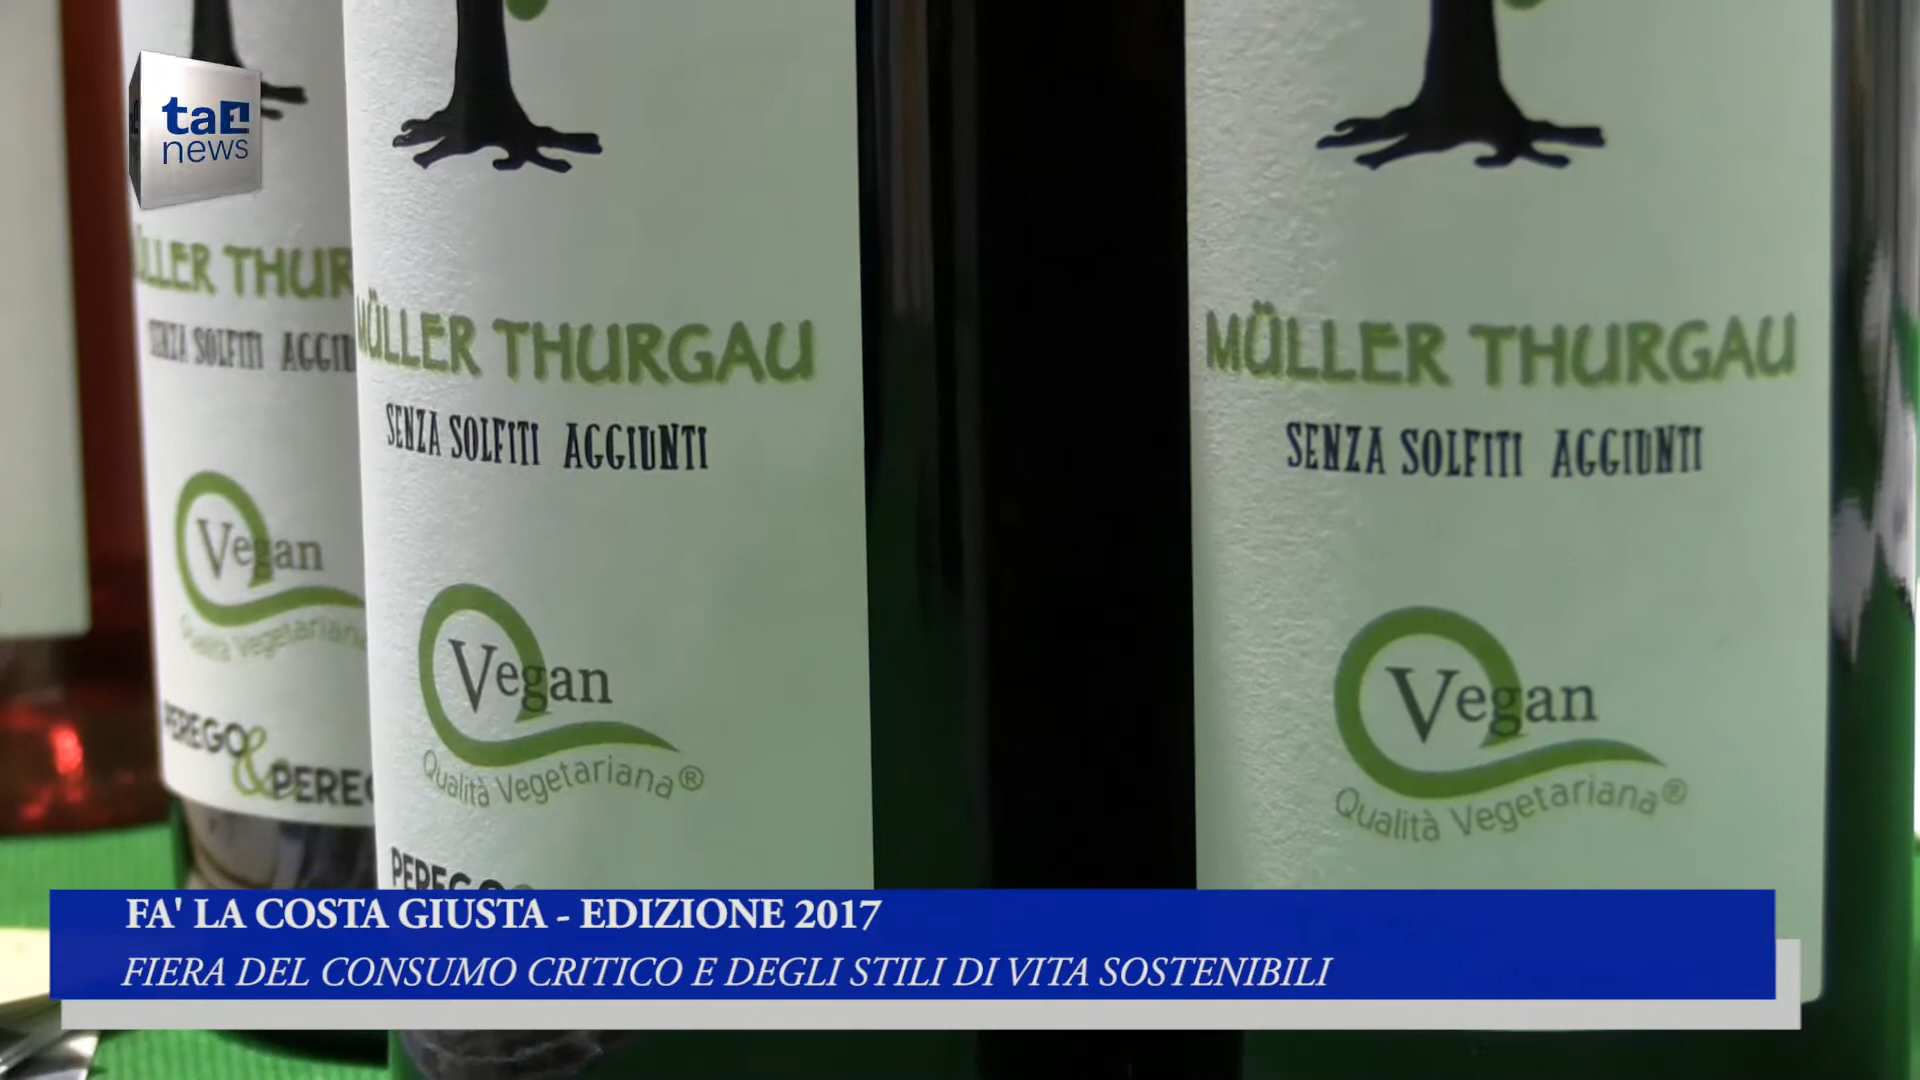 ta1
news
ÜLLER THUR
SENZA SOLFITI AGGIU
Vegan
Qualità Vegetariana
PEREGO
&PEREG
MÜLLER THURGAU
SENZA SOLFITI AGGIUNTI
Vegan
Qualità Vegetariana®
PEREGO
MÜLLER THURGAU
SENZA SOLFITI AGGIUNTI
Vegan
Qualità Vegetariana®
FA' LA COSTA GIUSTA - EDIZIONE 2017
FIERA DEL CONSUMO CRITICO E DEGLI STILI DI VITA SOSTENIBILI